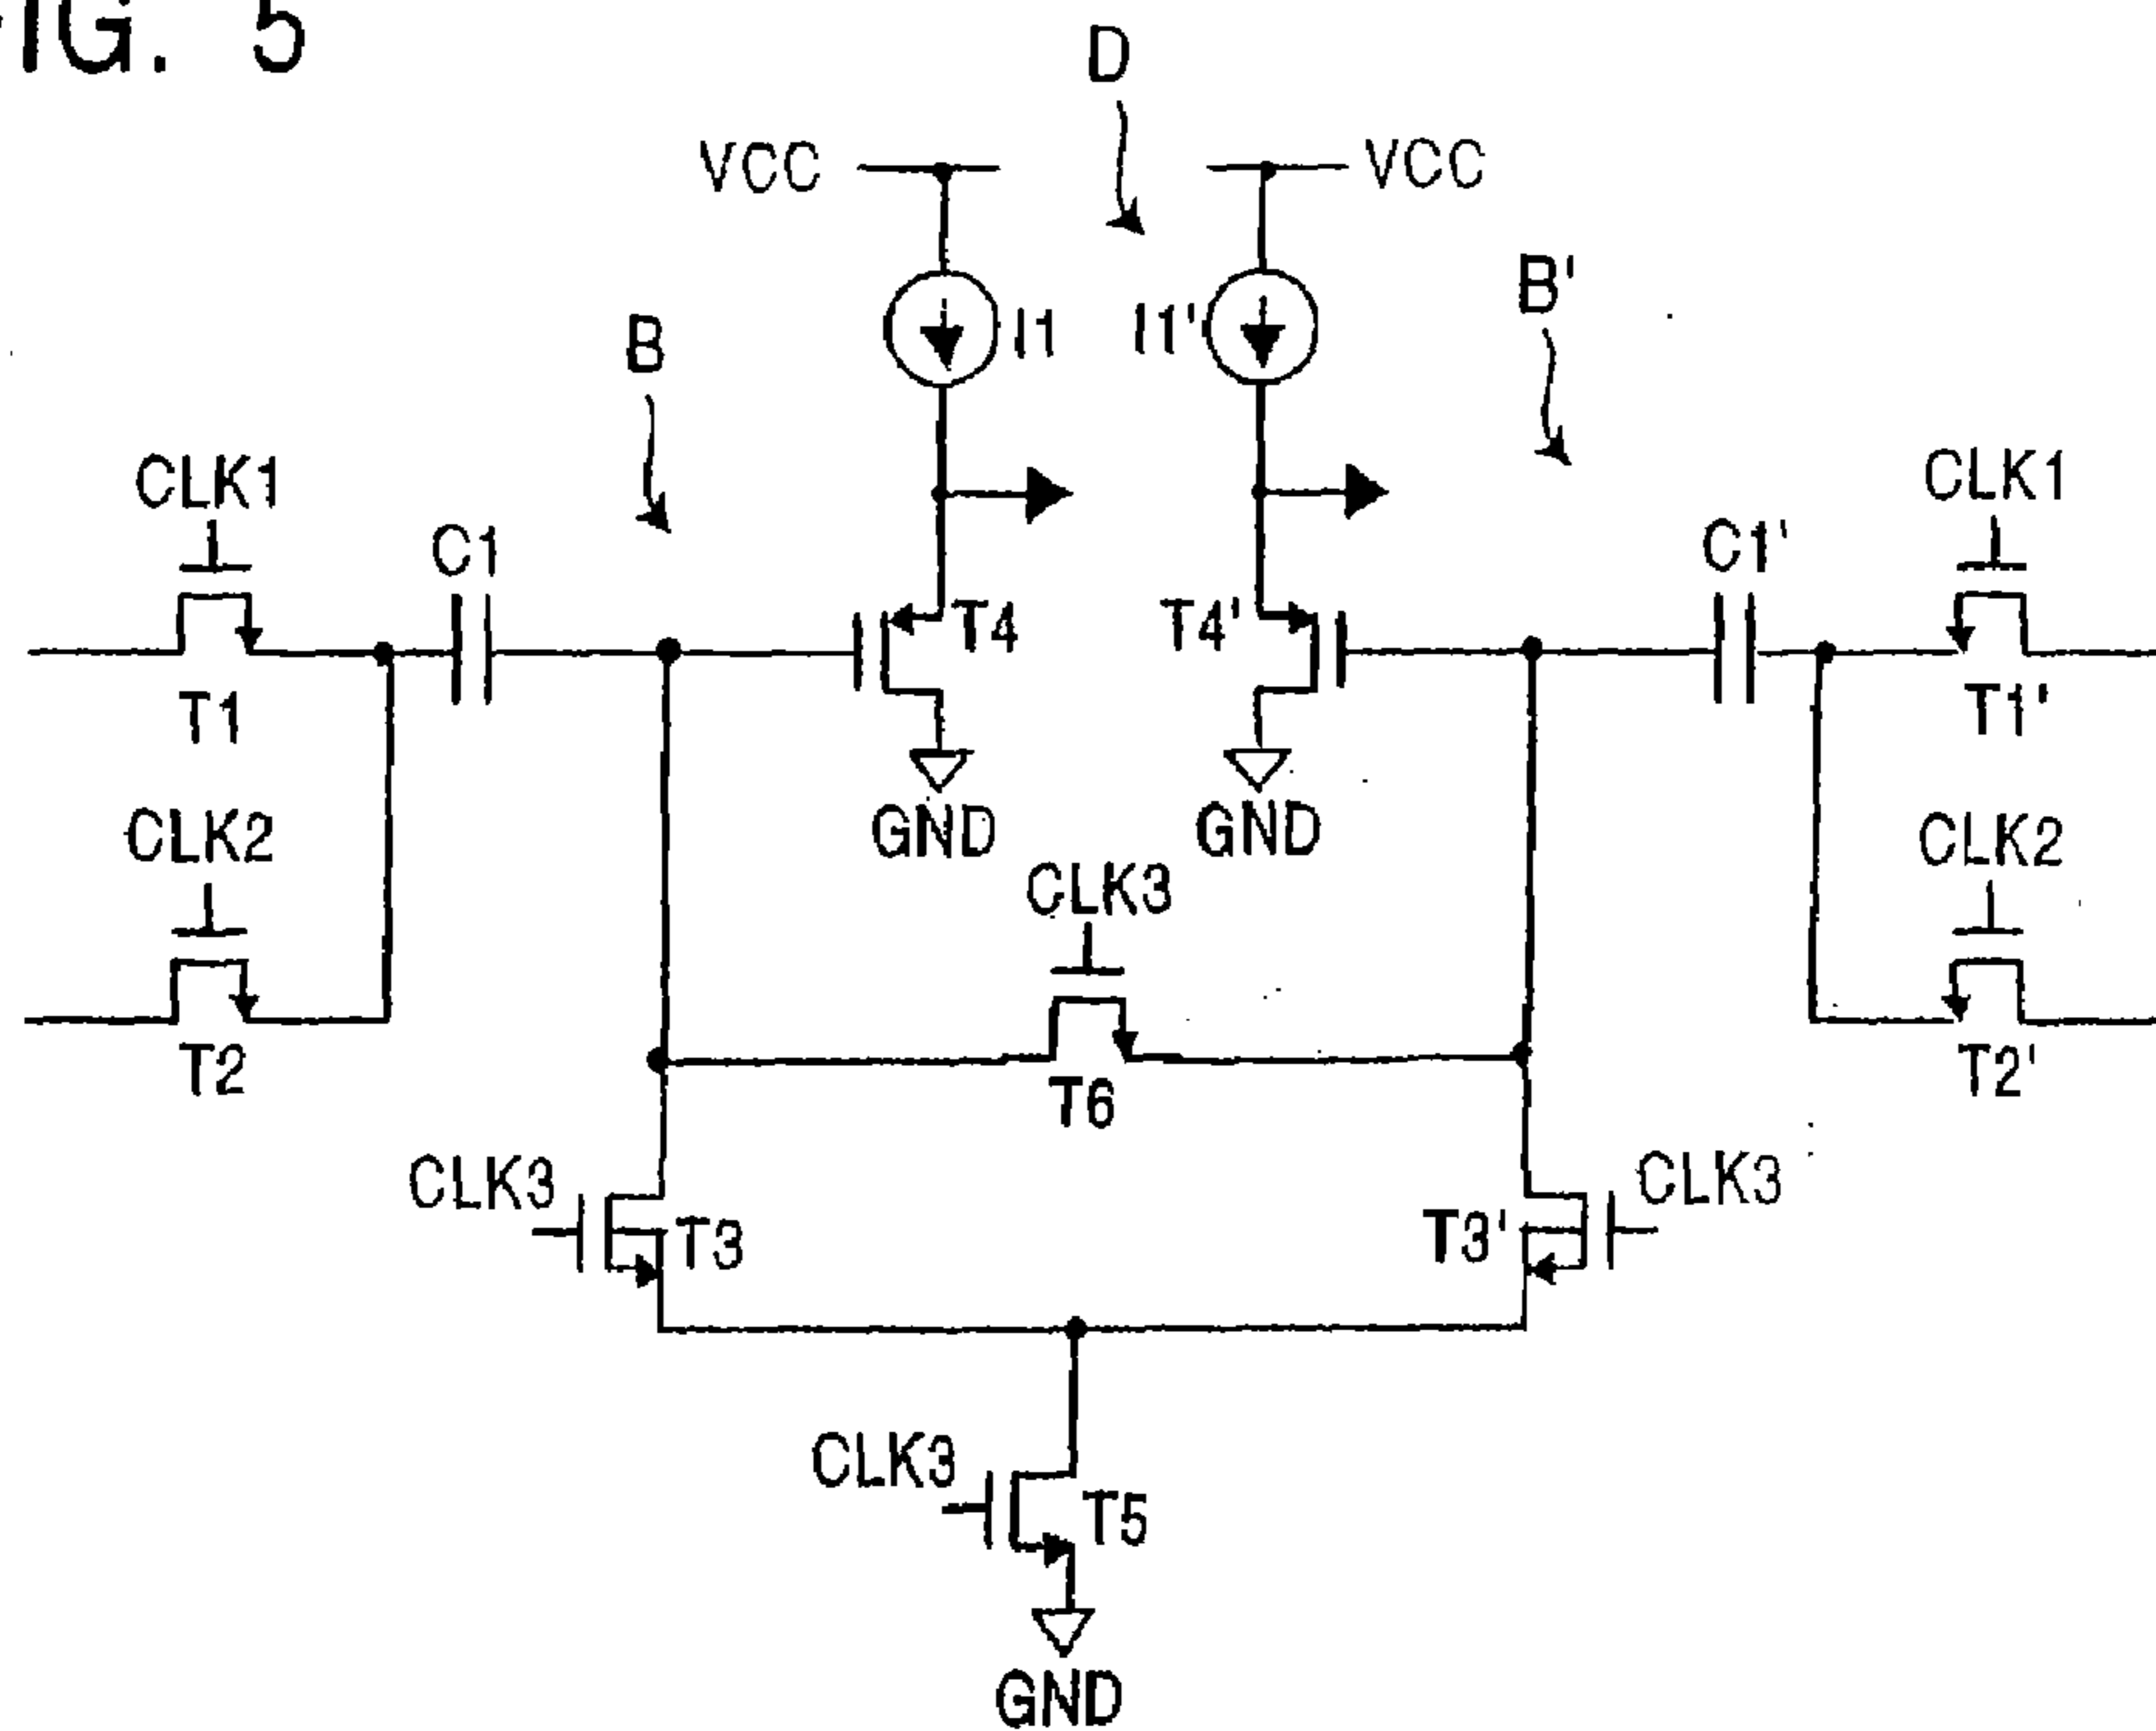 FIG. 5
D
VCC
VCC
B'
I1
I1'
B
CLK1
C1
CLK1
C1'
T4
T4'
T1
T1'
GND
GND
CLK2
CLK2
CLK3
T2
T6
T2'
CLK3
CLK3
T3
T3'
CLK3
T5
GND